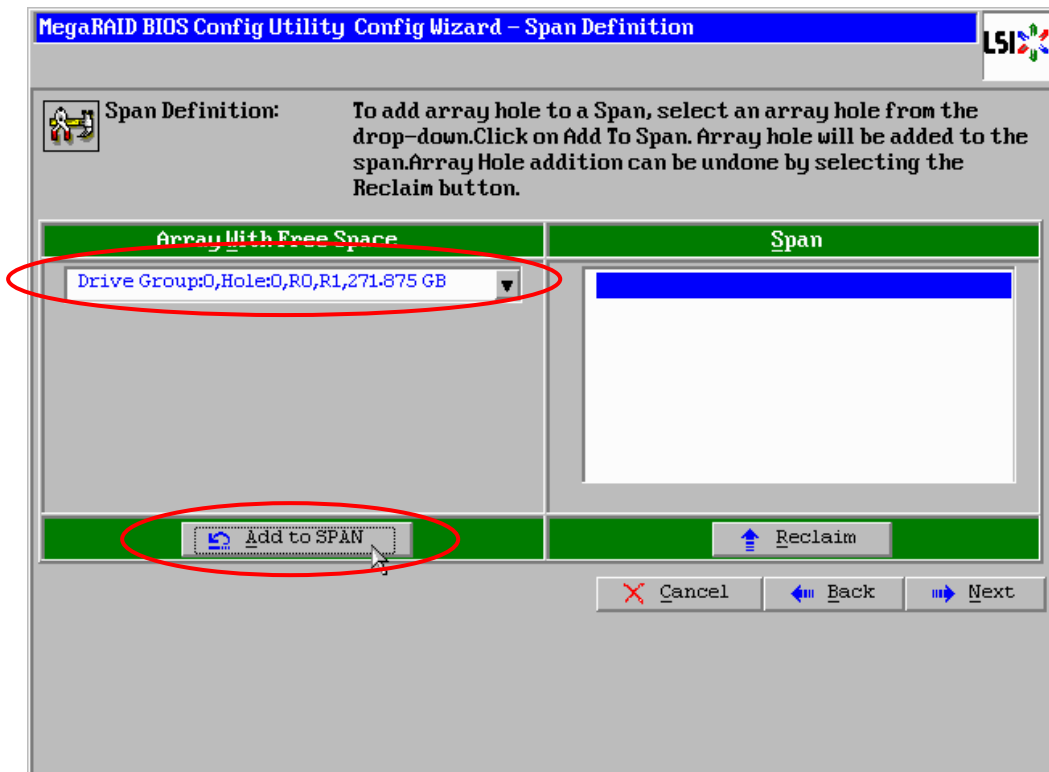 MegaRAID BIOS Config Utility Config Wizard – Span Definition
LSI
Span Definition:
To add array hole to a Span, select an array hole from the
drop-down.Click on Add To Span. Array hole will be added to the
span.Array Hole addition can be undone by selecting the
Reclaim button.
Array With Free Space
Span
Drive Group:0,Hole:0,R0,R1,271.875 GB
Add to SPAN
Reclaim
Cancel
Back
Next